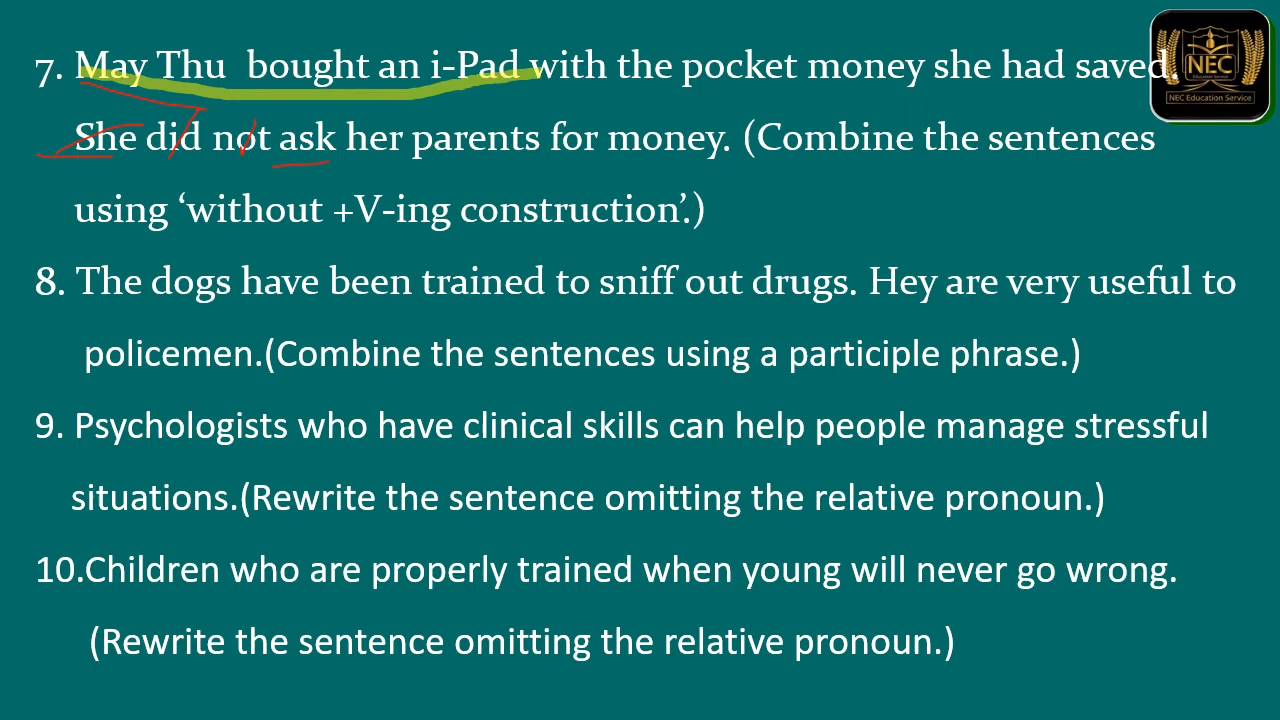 7. May Thu bought an i-Pad with the pocket money she had saved.
She did not ask her parents for money. (Combine the sentences
using ‘without +V-ing construction’.)
8. The dogs have been trained to sniff out drugs. Hey are very useful to
policemen.(Combine the sentences using a participle phrase.)
9. Psychologists who have clinical skills can help people manage stressful
situations.(Rewrite the sentence omitting the relative pronoun.)
10.Children who are properly trained when young will never go wrong.
(Rewrite the sentence omitting the relative pronoun.)
NEC
Education Service
NEC Education Service